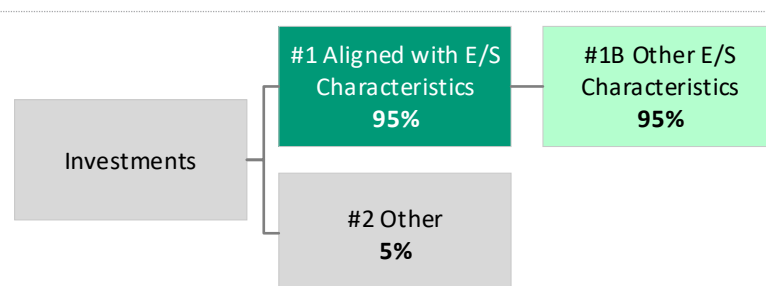 #1 Aligned with E/S
Characteristics
95%
#1B Other E/S
Characteristics
95%
Investments
#2 Other
5%